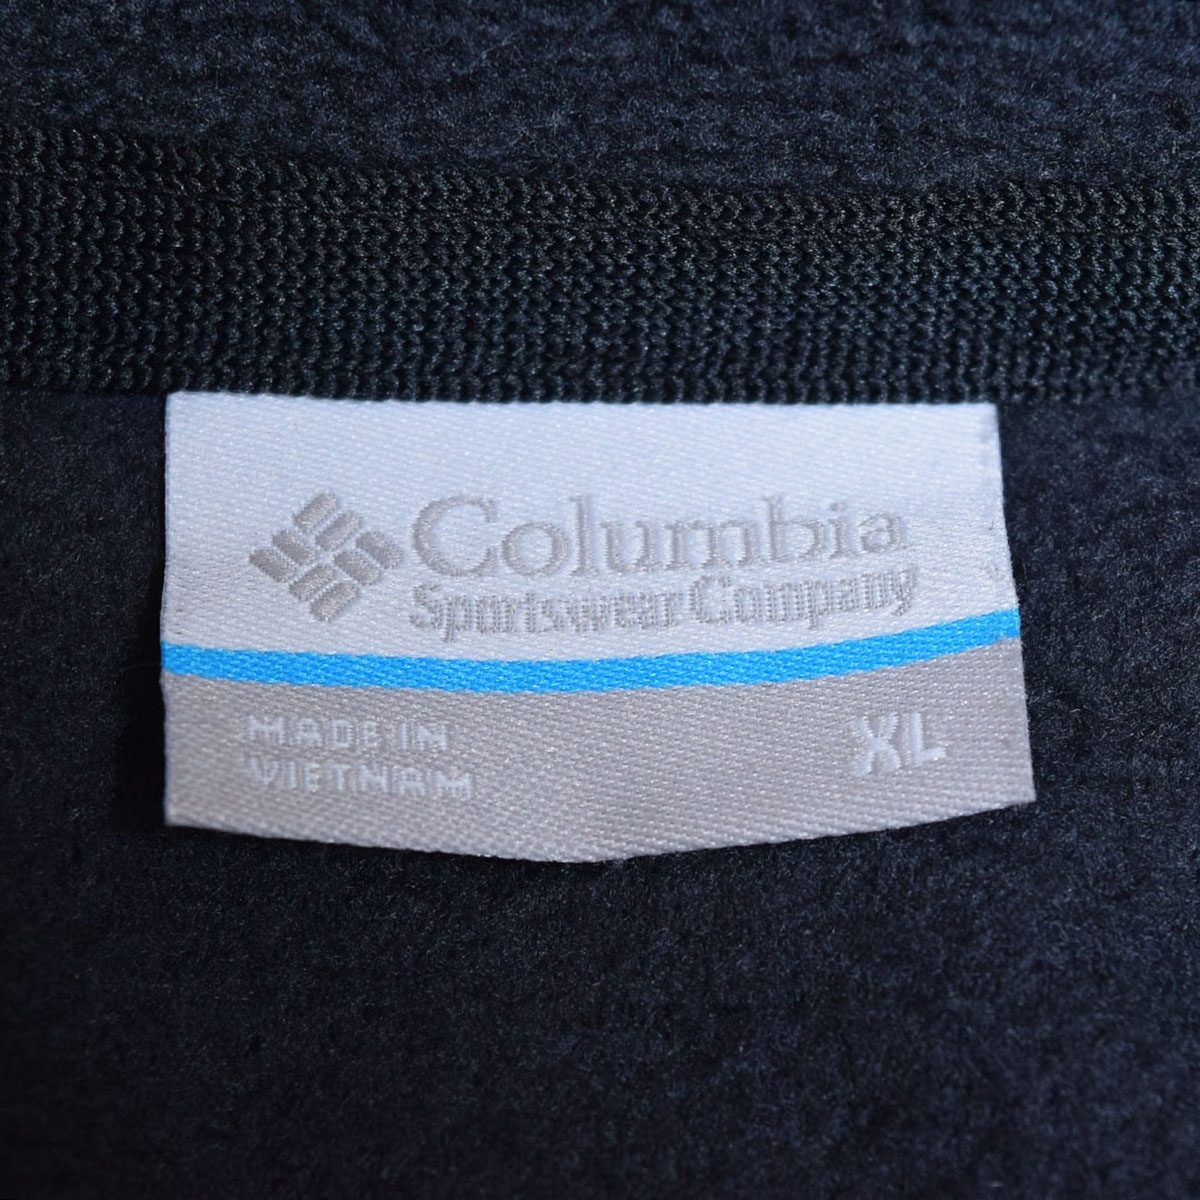 Columbia
Sportswear Company
MADE IN
VIETNAM
XL